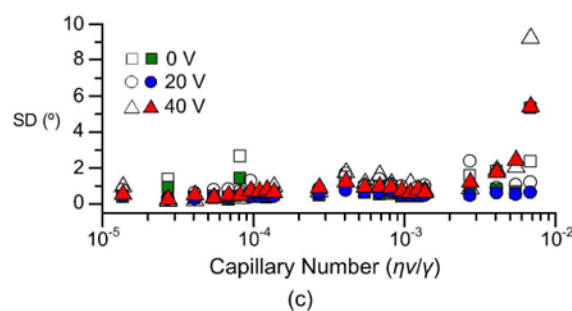 10
8
6
4
2
0
SD (º)
0 V
20 V
40 V
10⁻⁵
10⁻⁴
10⁻³
10⁻²
Capillary Number (ηv/γ)
(c)